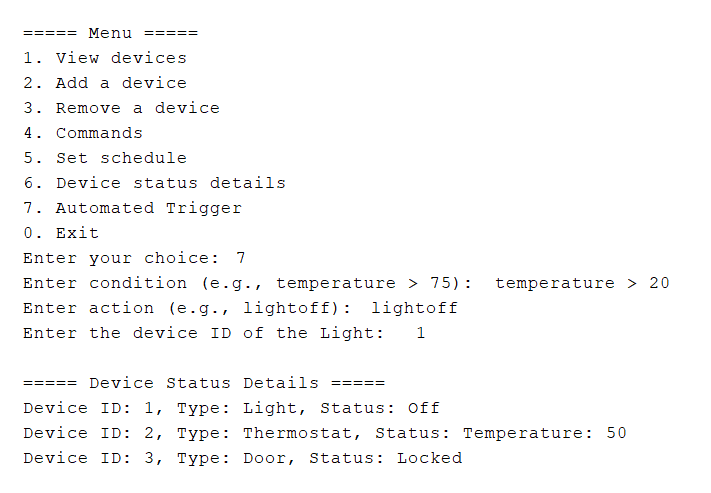 ===== Menu =====
1. View devices
2. Add a device
3. Remove a device
4. Commands
5. Set schedule
6. Device status details
7. Automated Trigger
0. Exit
Enter your choice: 7
Enter condition (e.g., temperature > 75): temperature > 20
Enter action (e.g., lightoff): lightoff
Enter the device ID of the Light: 1
===== Device Status Details =====
Device ID: 1, Type: Light, Status: Off
Device ID: 2, Type: Thermostat, Status: Temperature: 50
Device ID: 3, Type: Door, Status: Locked